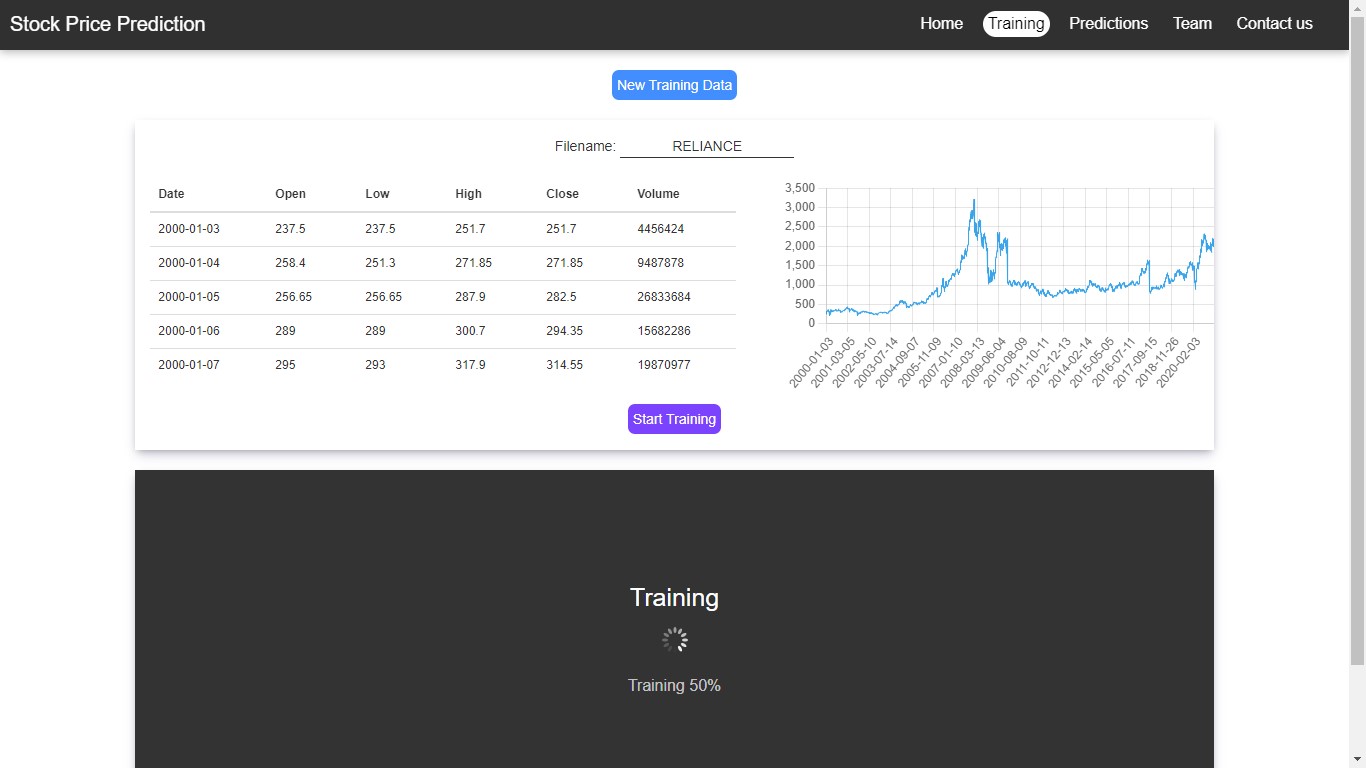 Stock Price Prediction Home Training Predictions Team Contact us
New Training Data
Filename: RELIANCE
Date Open Low High Close Volume
2000-01-03 237.5 237.5 251.7 251.7 4456424
2000-01-04 258.4 251.3 271.85 271.85 9487878
2000-01-05 256.65 256.65 287.9 282.5 26833684
2000-01-06 289 289 300.7 294.35 15682286
2000-01-07 295 293 317.9 314.55 19870977
3,500
3,000
2,500
2,000
1,500
1,000
500
0
2000-01-03
2001-03-05
2002-05-10
2003-07-14
2004-09-07
2005-11-09
2007-01-10
2008-03-13
2009-06-04
2010-08-09
2011-10-11
2012-12-13
2014-02-14
2015-05-05
2016-07-11
2017-09-15
2018-11-26
2020-02-03
Start Training
Training
Training 50%